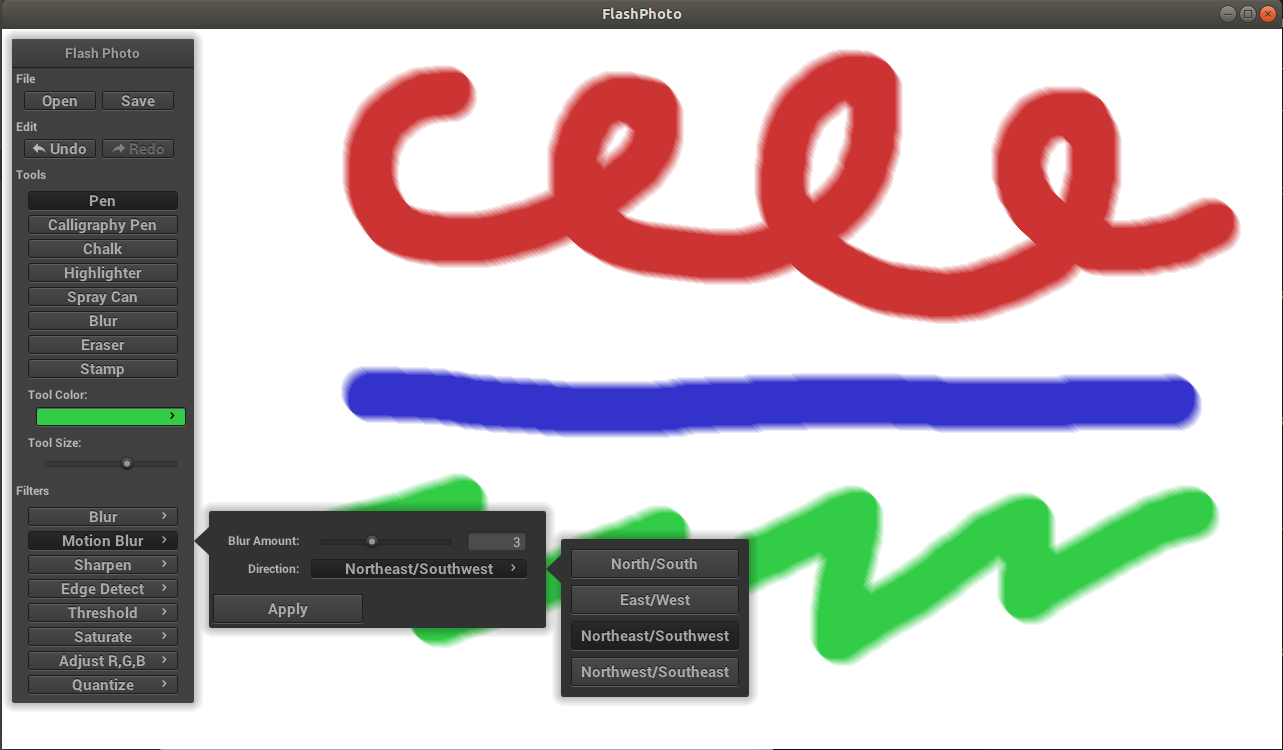 FlashPhoto
Flash Photo
File
Open Save
Edit
Undo Redo
Tools
Pen
Calligraphy Pen
Chalk
Highlighter
Spray Can
Blur
Eraser
Stamp
Tool Color:
Tool Size:
Filters
Blur
Motion Blur
Sharpen
Edge Detect
Threshold
Saturate
Adjust R,G,B
Quantize
Blur Amount: 3
Direction: Northeast/Southwest
Apply
North/South
East/West
Northeast/Southwest
Northwest/Southeast